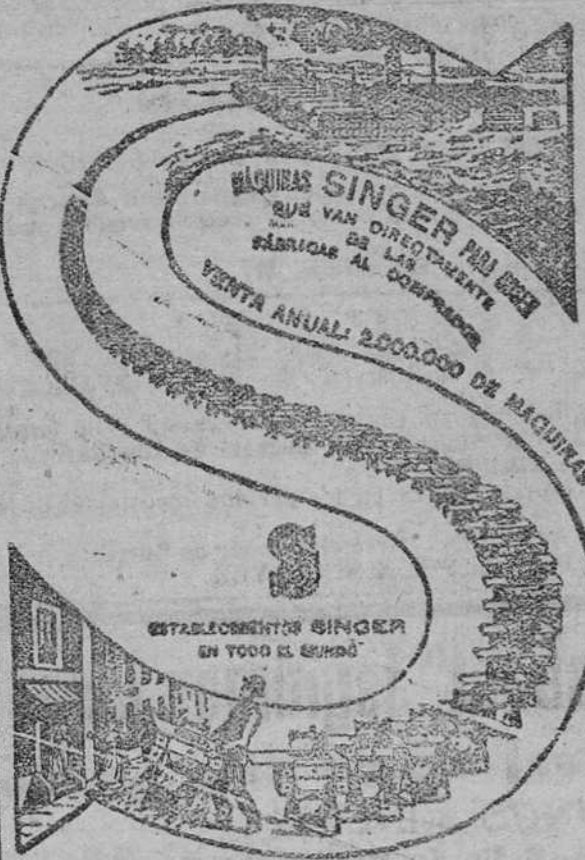 MÁQUINAS SINGER PARA COSER
QUE VAN DIRECTAMENTE
DE LAS
FÁBRICAS AL COMPRADOR
VENTA ANUAL: 2.000.000 DE MAQUINAS
S
ESTABLECIMIENTOS SINGER
EN TODO EL MUNDO